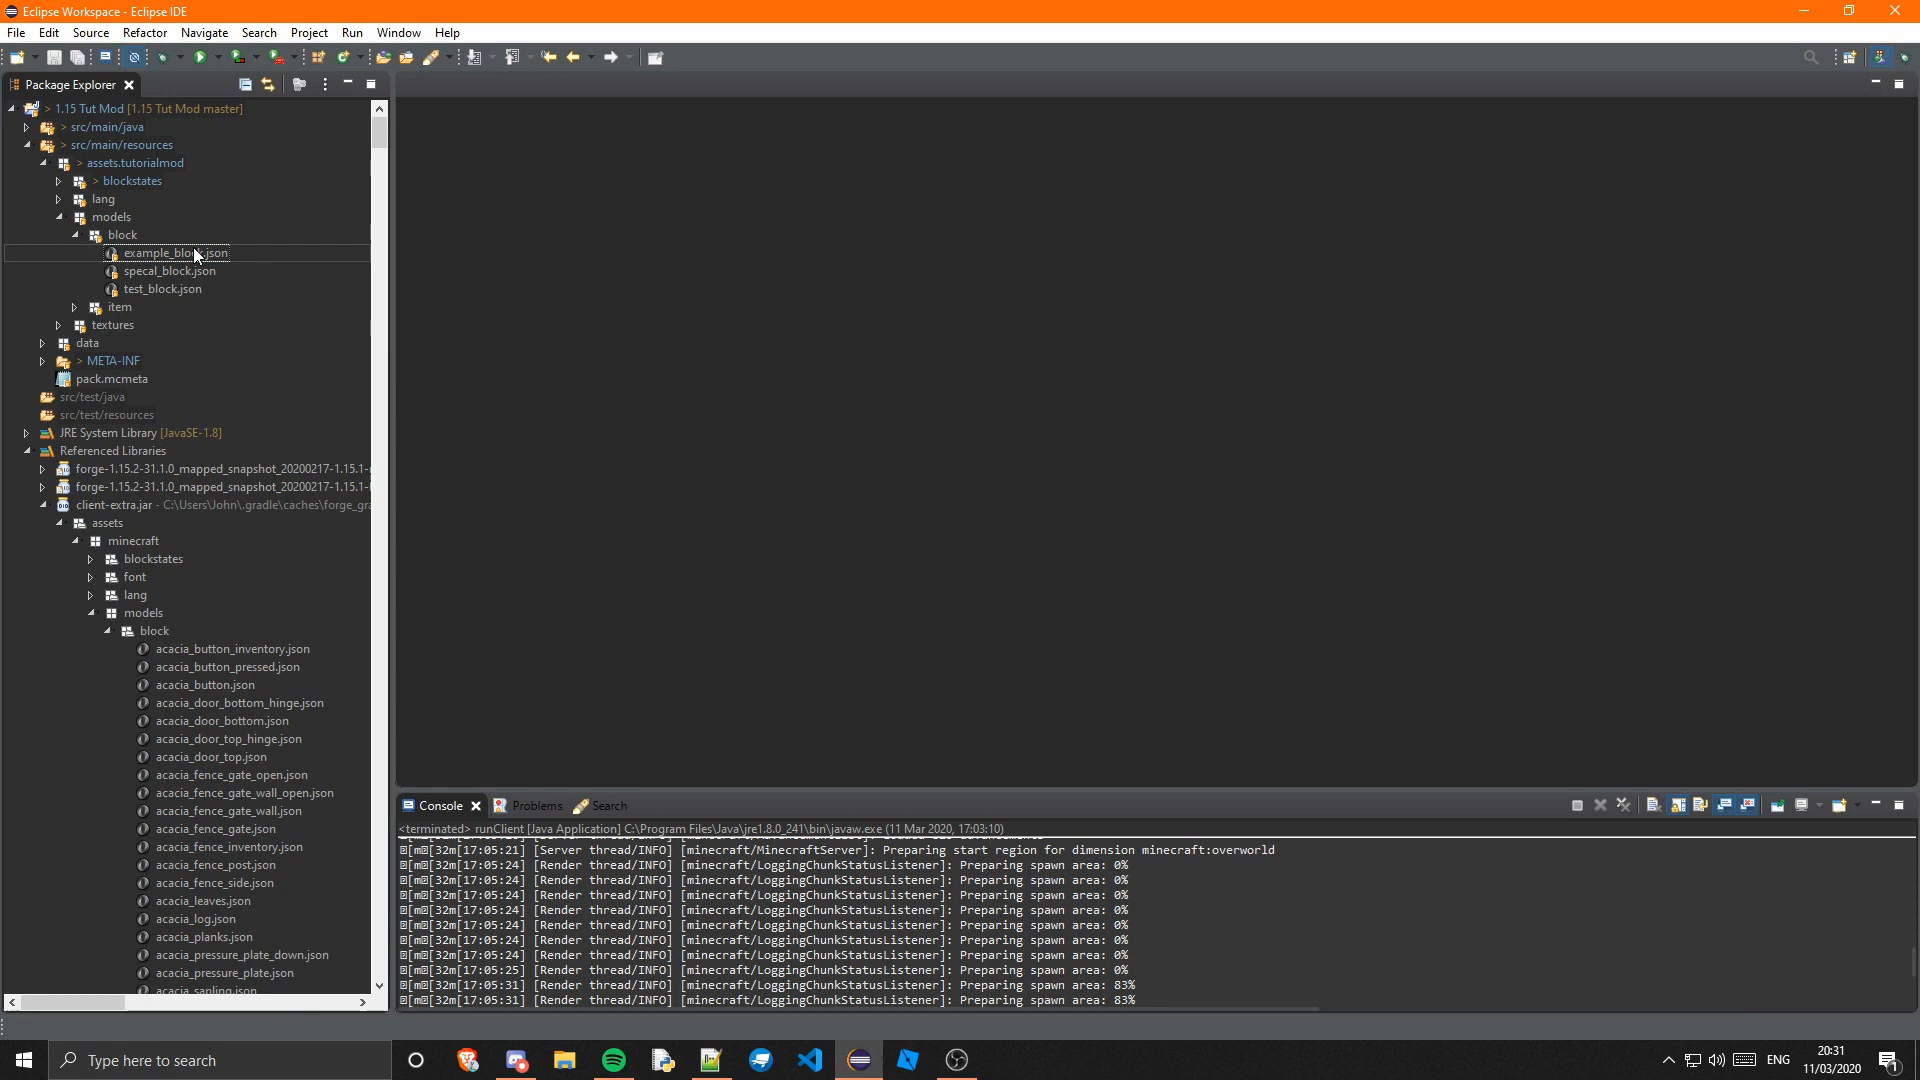 Eclipse Workspace - Eclipse IDE
File Edit Source Refactor Navigate Search Project Run Window Help
Package Explorer
> 1.15 Tut Mod [1.15 Tut Mod master]
> src/main/java
> src/main/resources
> assets.tutorialmod
> blockstates
lang
models
block
example_block.json
specal_block.json
test_block.json
item
textures
data
> META-INF
pack.mcmeta
src/test/java
src/test/resources
JRE System Library [JavaSE-1.8]
Referenced Libraries
forge-1.15.2-31.1.0_mapped_snapshot_20200217-1.15.1-
forge-1.15.2-31.1.0_mapped_snapshot_20200217-1.15.1-
client-extra.jar - C:\Users\John\.gradle\caches\forge_gra
assets
minecraft
blockstates
font
lang
models
block
acacia_button_inventory.json
acacia_button_pressed.json
acacia_button.json
acacia_door_bottom_hinge.json
acacia_door_bottom.json
acacia_door_top_hinge.json
acacia_door_top.json
acacia_fence_gate_open.json
acacia_fence_gate_wall_open.json
acacia_fence_gate_wall.json
acacia_fence_gate.json
acacia_fence_inventory.json
acacia_fence_post.json
acacia_fence_side.json
acacia_leaves.json
acacia_log.json
acacia_planks.json
acacia_pressure_plate_down.json
acacia_pressure_plate.json
acacia_sapling.json
Console Problems Search
<terminated> runClient [Java Application] C:\Program Files\Java\jre1.8.0_241\bin\javaw.exe (11 Mar 2020, 17:03:10)
[m[32m[17:05:21] [Server thread/INFO] [minecraft/MinecraftServer]: Preparing start region for dimension minecraft:overworld
[m[32m[17:05:24] [Render thread/INFO] [minecraft/LoggingChunkStatusListener]: Preparing spawn area: 0%
[m[32m[17:05:24] [Render thread/INFO] [minecraft/LoggingChunkStatusListener]: Preparing spawn area: 0%
[m[32m[17:05:24] [Render thread/INFO] [minecraft/LoggingChunkStatusListener]: Preparing spawn area: 0%
[m[32m[17:05:24] [Render thread/INFO] [minecraft/LoggingChunkStatusListener]: Preparing spawn area: 0%
[m[32m[17:05:24] [Render thread/INFO] [minecraft/LoggingChunkStatusListener]: Preparing spawn area: 0%
[m[32m[17:05:24] [Render thread/INFO] [minecraft/LoggingChunkStatusListener]: Preparing spawn area: 0%
[m[32m[17:05:24] [Render thread/INFO] [minecraft/LoggingChunkStatusListener]: Preparing spawn area: 0%
[m[32m[17:05:25] [Render thread/INFO] [minecraft/LoggingChunkStatusListener]: Preparing spawn area: 0%
[m[32m[17:05:31] [Render thread/INFO] [minecraft/LoggingChunkStatusListener]: Preparing spawn area: 83%
[m[32m[17:05:31] [Render thread/INFO] [minecraft/LoggingChunkStatusListener]: Preparing spawn area: 83%
Type here to search
ENG
20:31
11/03/2020
1